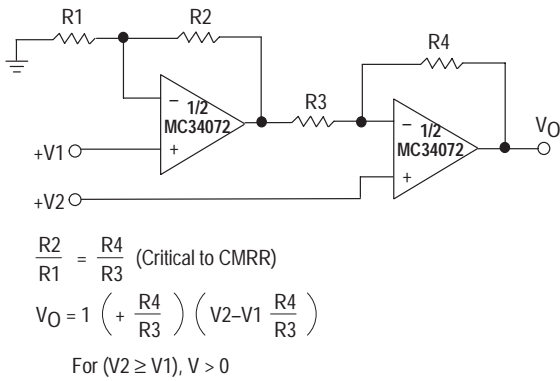 R1
R2
R4
R3
–
1/2
MC34072
+
–
1/2
MC34072
+
VO
+V1
+V2
R2/R1 = R4/R3 (Critical to CMRR)
VO = 1 ( + R4/R3 ) ( V2–V1 R4/R3 )
For (V2 ≥ V1), V > 0